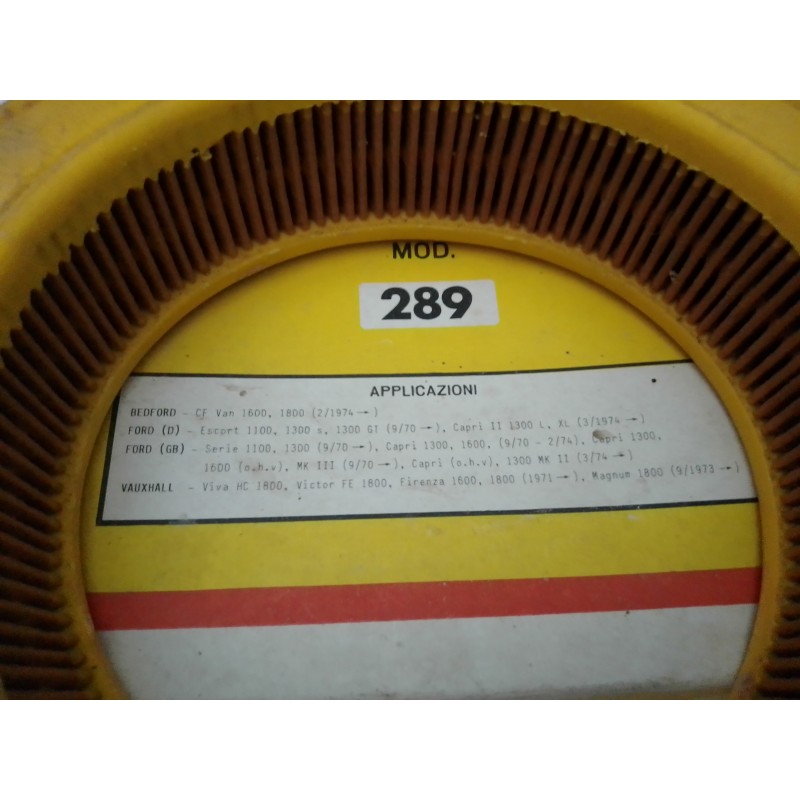 MOD.
289
APPLICAZIONI
BEDFORD - CF Van 1600, 1800 (2/1974 → )
FORD (D) - Escort 1100, 1300 s, 1300 GT (9/70 → ), Capri II 1300 L, XL (3/1974 → )
FORD (GB) - Serie 1100, 1300 (9/70 → ), Capri 1300, 1600, (9/70 - 2/74), Capri 1300,
1600 (o.h.v), MK III (9/70 → ), Capri (o.h.v), 1300 MK II (3/74 → )
VAUXHALL - Viva HC 1800, Victor FE 1800, Firenza 1600, 1800 (1971 → ), Magnum 1800 (9/1973 → )